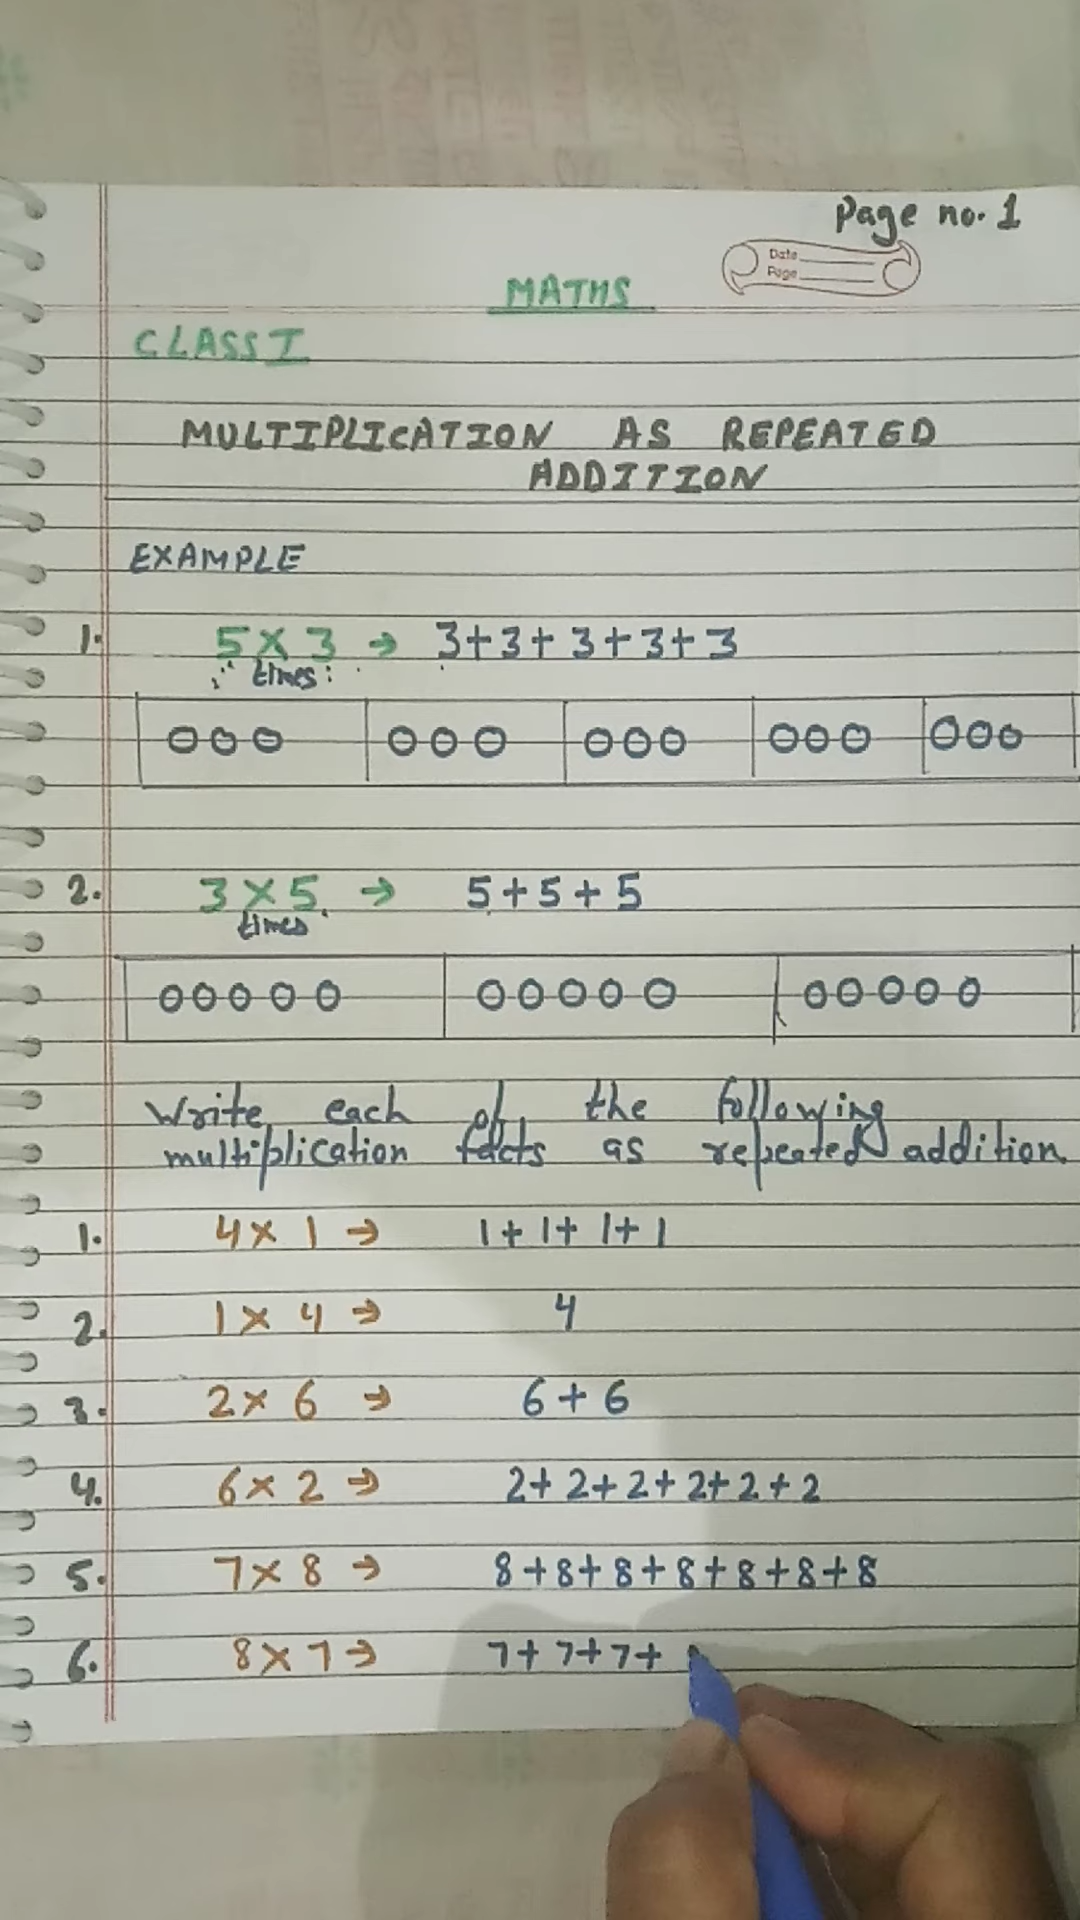 Page no. 1
Date
Page
MATHS
CLASS I
MULTIPLICATION AS REPEATED
ADDITION
EXAMPLE
1. 5 × 3 → 3+3+3+3+3
times
2. 3 × 5 → 5+5+5
times
Write each of the following
multiplication facts as repeated addition.
1. 4 × 1 → 1+1+1+1
2. 1 × 4 → 4
3. 2 × 6 → 6+6
4. 6 × 2 → 2+2+2+2+2+2
5. 7 × 8 → 8+8+8+8+8+8+8
6. 8 × 7 → 7+7+7+